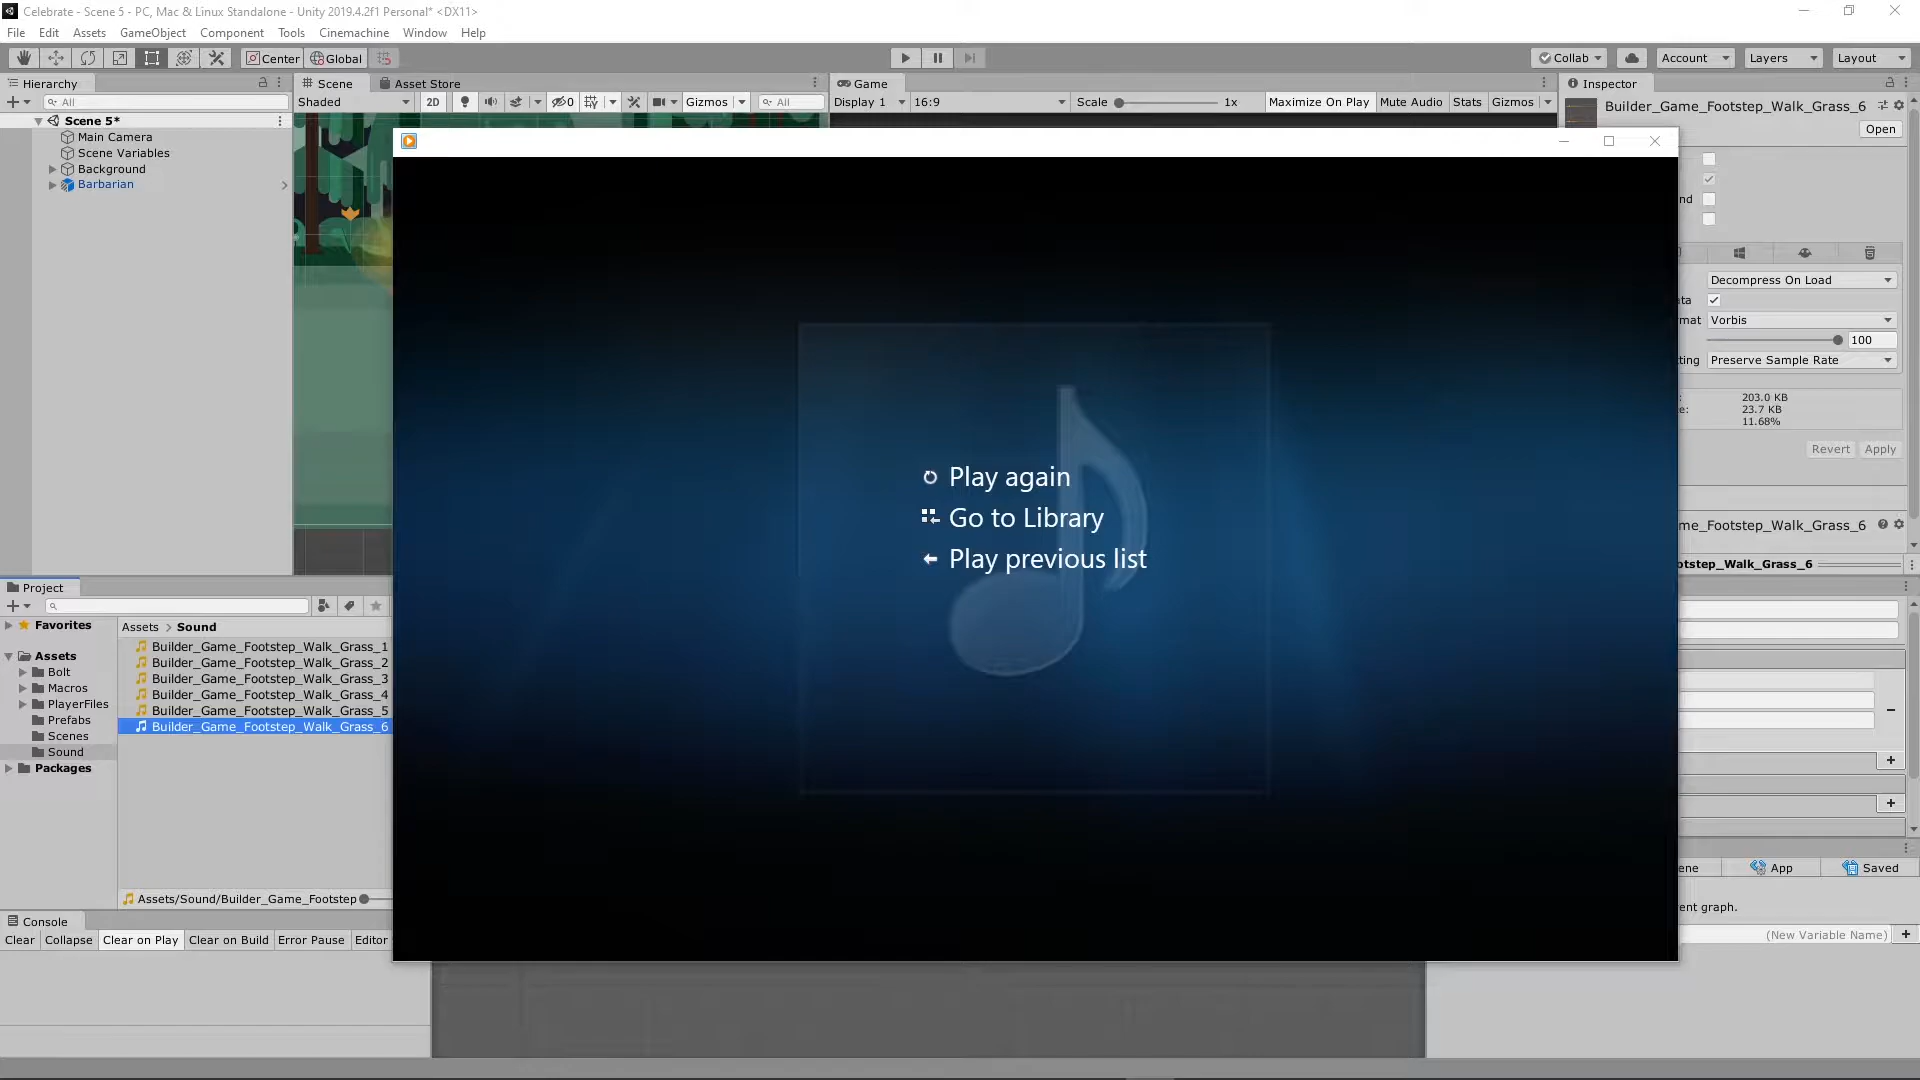 Celebrate - Scene 5 - PC, Mac & Linux Standalone - Unity 2019.4.2f1 Personal* <DX11>
File Edit Assets GameObject Component Tools Cinemachine Window Help
Center Global Collab Account Layers Layout
Hierarchy Scene Asset Store Game Inspector
All Shaded 2D 0 Gizmos All Display 1 16:9 Scale 1x Maximize On Play Mute Audio Stats Gizmos
Builder_Game_Footstep_Walk_Grass_6
Open
Scene 5*
Main Camera
Scene Variables
Background
Barbarian
nd
Decompress On Load
ata
mat Vorbis
100
ting Preserve Sample Rate
: 203.0 KB
e: 23.7 KB
11.68%
Revert Apply
Play again
Go to Library
Play previous list
me_Footstep_Walk_Grass_6
otstep_Walk_Grass_6
Project
Favorites
Assets
Bolt
Macros
PlayerFiles
Prefabs
Scenes
Sound
Packages
Assets > Sound
Builder_Game_Footstep_Walk_Grass_1
Builder_Game_Footstep_Walk_Grass_2
Builder_Game_Footstep_Walk_Grass_3
Builder_Game_Footstep_Walk_Grass_4
Builder_Game_Footstep_Walk_Grass_5
Builder_Game_Footstep_Walk_Grass_6
Assets/Sound/Builder_Game_Footstep
ene App Saved
ent graph.
(New Variable Name)
Console
Clear Collapse Clear on Play Clear on Build Error Pause Editor